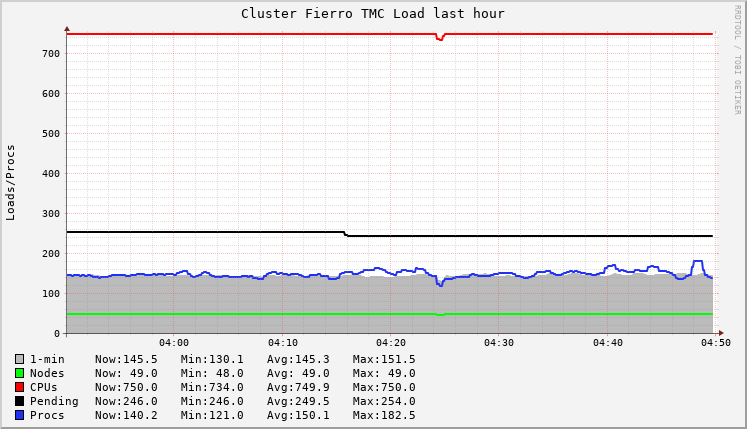 Cluster Fierro TMC Load last hour
RRDTOOL / TOBI OETIKER
Loads/Procs
700
600
500
400
300
200
100
0
04:00 04:10 04:20 04:30 04:40 04:50
1-min Now:145.5 Min:130.1 Avg:145.3 Max:151.5
Nodes Now: 49.0 Min: 48.0 Avg: 49.0 Max: 49.0
CPUs Now:750.0 Min:734.0 Avg:749.9 Max:750.0
Pending Now:246.0 Min:246.0 Avg:249.5 Max:254.0
Procs Now:140.2 Min:121.0 Avg:150.1 Max:182.5